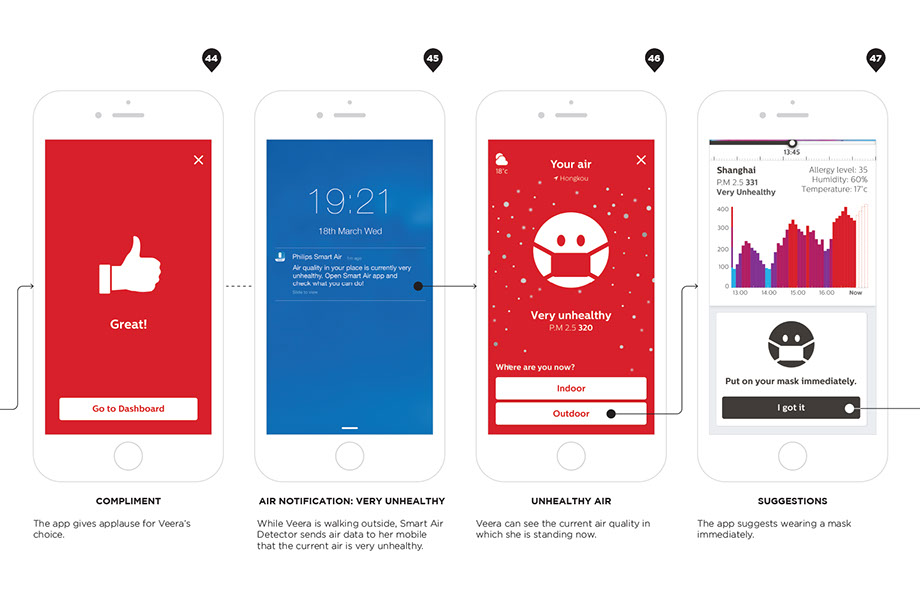 44
45
46
47
Great!
Go to Dashboard
COMPLIMENT
The app gives applause for Veera's
choice.
19:21
18th March Wed
Philips Smart Air 1m ago
Air quality in your place is currently very
unhealthy. Open Smart Air app and
check what you can do!
Slide to view
AIR NOTIFICATION: VERY UNHEALTHY
While Veera is walking outside, Smart Air
Detector sends air data to her mobile
that the current air is very unhealthy.
18°c
Your air
Hongkou
Very unhealthy
P.M 2.5 320
Where are you now?
Indoor
Outdoor
UNHEALTHY AIR
Veera can see the current air quality in
which she is standing now.
13:45
Shanghai
P.M 2.5 331
Very Unhealthy
Allergy level: 35
Humidity: 60%
Temperature: 17°c
400
300
200
100
0
13:00 14:00 15:00 16:00 Now
Put on your mask immediately.
I got it
SUGGESTIONS
The app suggests wearing a mask
immediately.